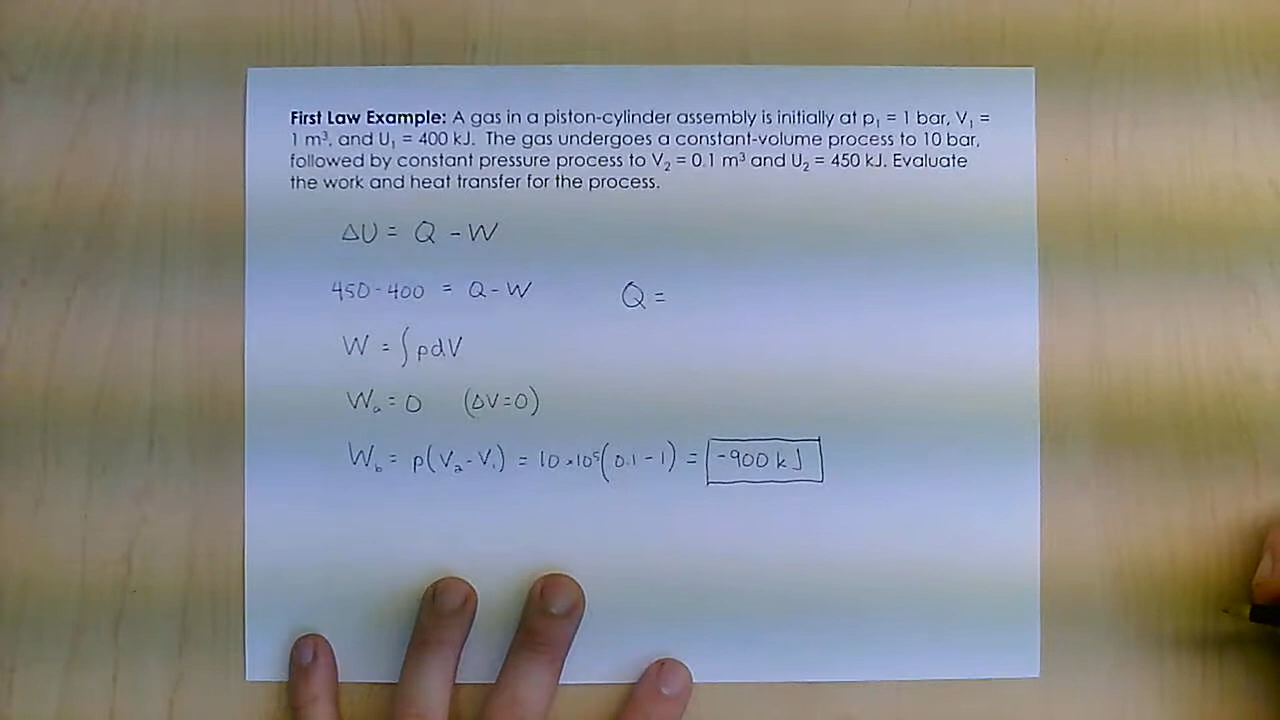 First Law Example: A gas in a piston-cylinder assembly is initially at p₁ = 1 bar, V₁ =
1 m³, and U₁ = 400 kJ. The gas undergoes a constant-volume process to 10 bar,
followed by constant pressure process to V₂ = 0.1 m³ and U₂ = 450 kJ. Evaluate
the work and heat transfer for the process.
ΔU = Q - W
450 - 400 = Q - W
Q =
W = ∫pdV
Wₐ = 0 (ΔV=0)
W_b = p(V₂-V₁) = 10×10⁵(0.1-1) = -900 kJ